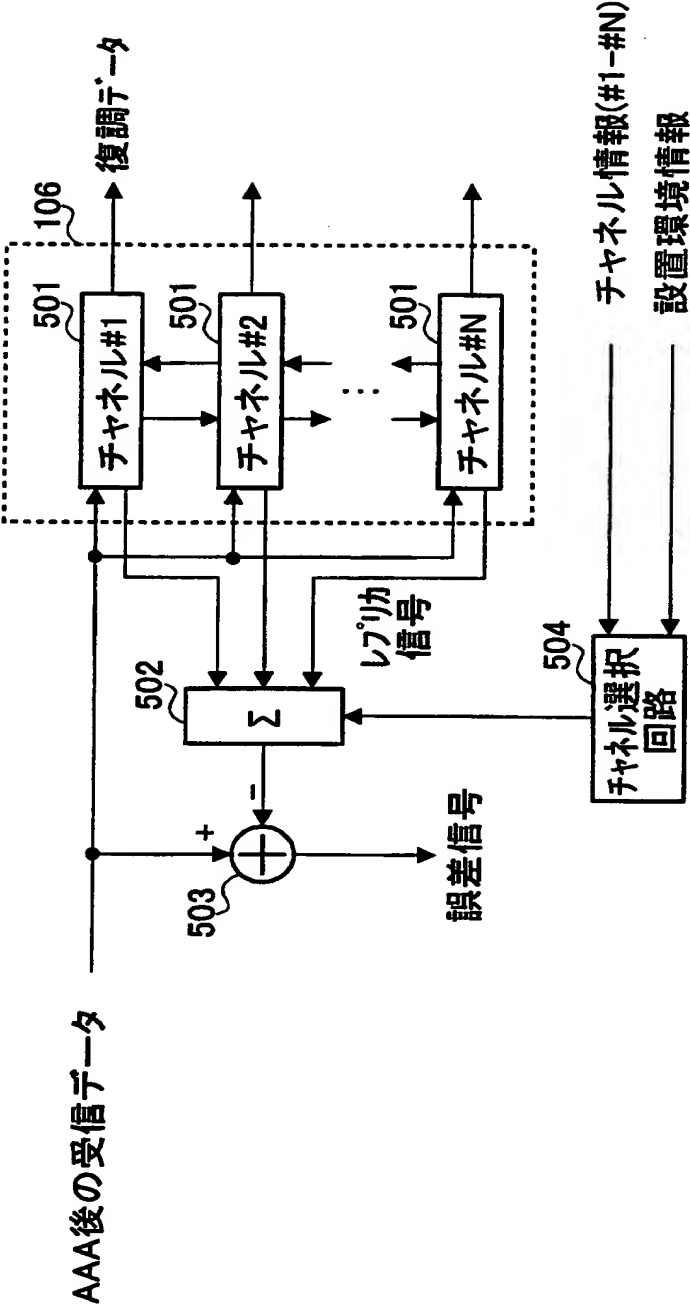 AAA後の受信データ
503
+
−
誤差信号
502
Σ
レプリカ
信号
504
チャネル選択
回路
106
501
チャネル#1
復調データ
501
チャネル#2
...
501
チャネル#N
チャネル情報(#1-#N)
設置環境情報